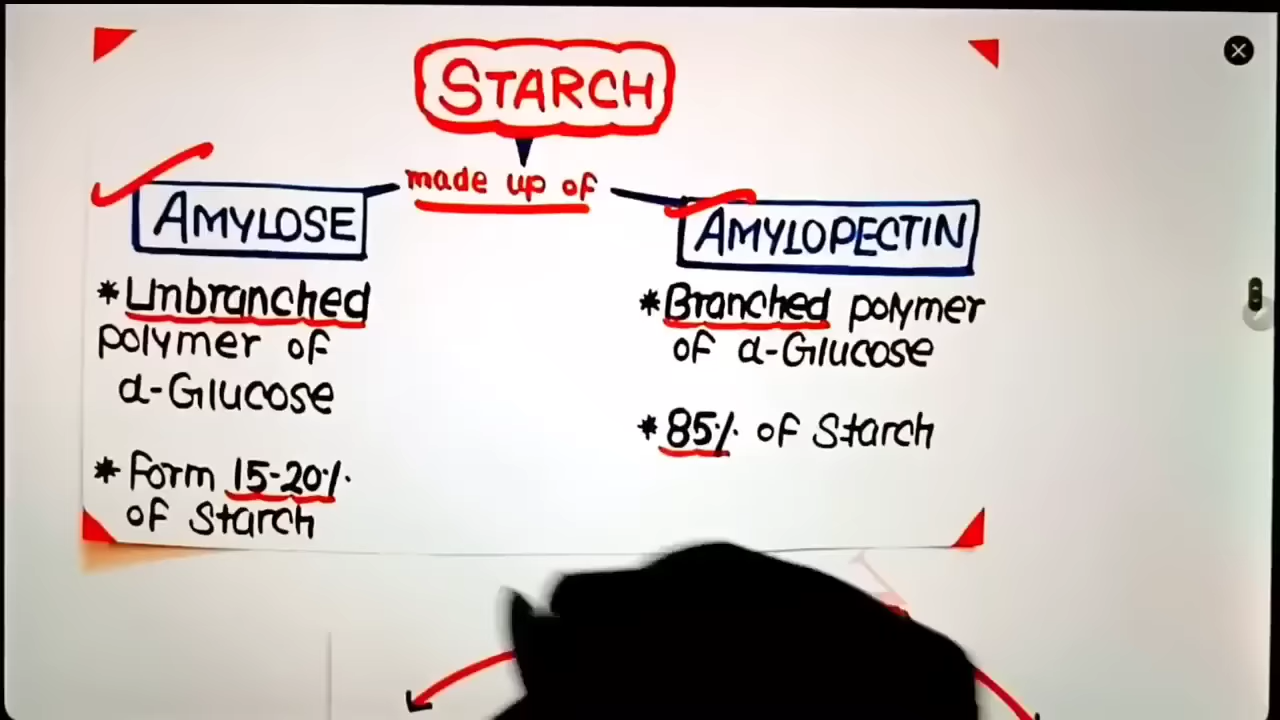 STARCH
made up of
AMYLOSE
* Unbranched
polymer of
α-Glucose
* Form 15-20%
of Starch
AMYLOPECTIN
* Branched polymer
of α-Glucose
* 85% of Starch